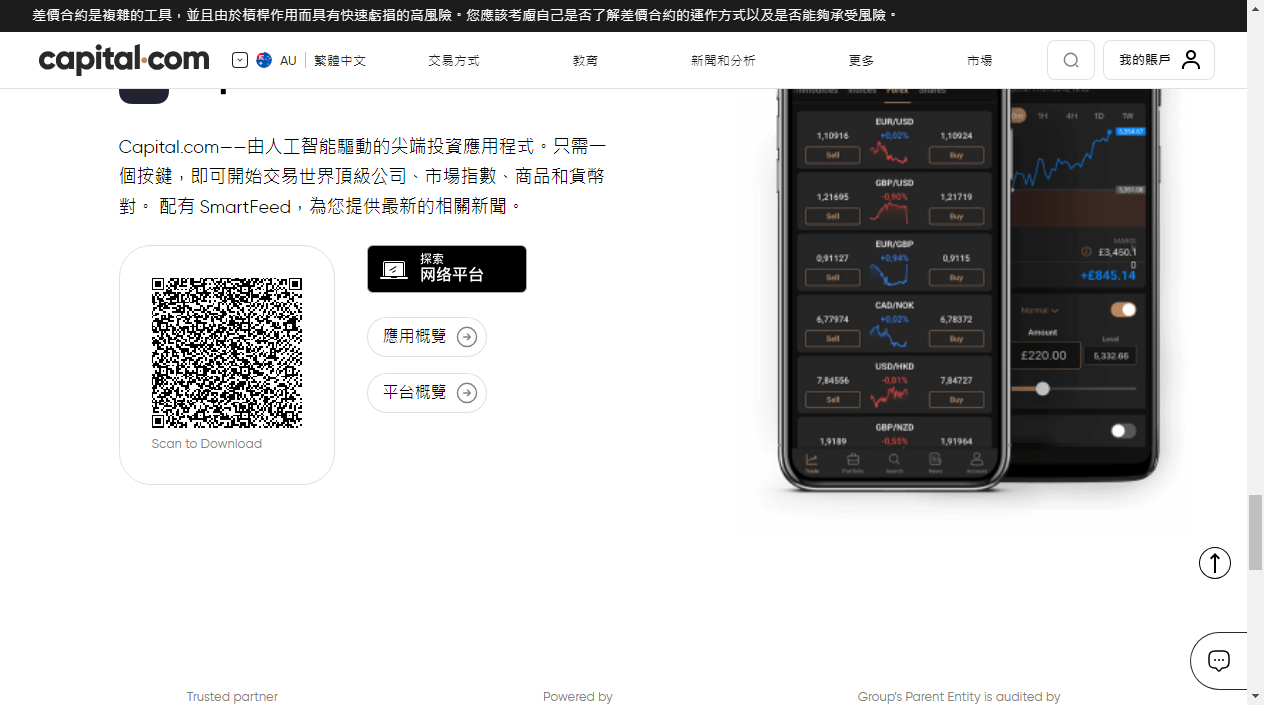 差價合約是複雜的工具，並且由於槓桿作用而具有快速虧損的高風險。您應該考慮自己是否了解差價合約的運作方式以及是否能夠承受風險。
capital.com
AU
繁體中文
交易方式
教育
新聞和分析
更多
市場
我的賬戶
Capital.com——由人工智能驅動的尖端投資應用程式。只需一
個按鍵，即可開始交易世界頂級公司、市場指數、商品和貨幣
對。 配有 SmartFeed，為您提供最新的相關新聞。
Scan to Download
探索
网络平台
應用概覽
平台概覽
EUR/USD
1,10916 +0,02% 1,10924
Sell Buy
GBP/USD
1,21695 -0,90% 1,21719
Sell Buy
EUR/GBP
0,91127 +0,94% 0,9115
Sell Buy
CAD/NOK
6,77974 +0,02% 6,78372
Sell Buy
USD/HKD
7,84556 -0,01% 7,84727
Sell Buy
GBP/NZD
1,9189 -0,55% 1,91964
Trade Portfolio Search News Account
1H 4H 1D 1W
5,354.67
5,351.08
£3,450.1
0
+£845.14
Normal
Amount
Level
£220.00
5,332.66
Trusted partner
Powered by
Group's Parent Entity is audited by